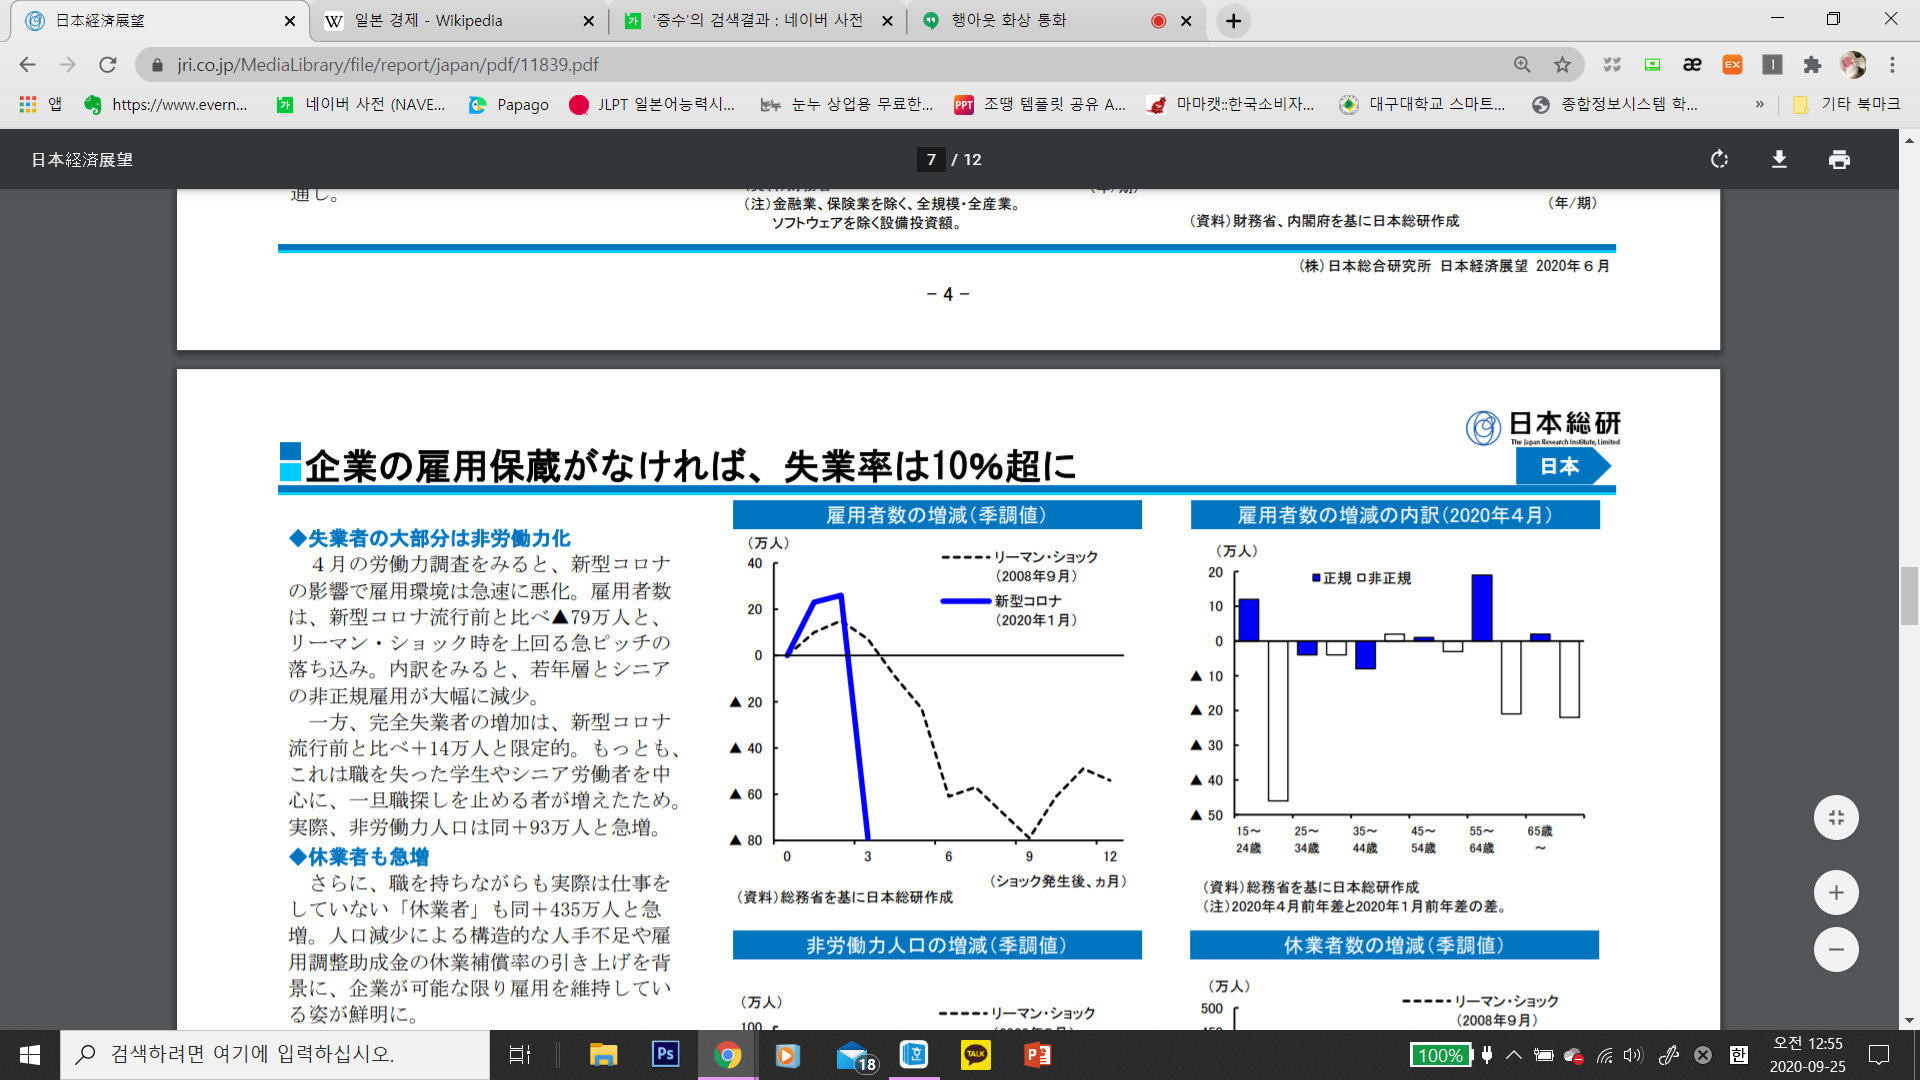 日本経済展望
일본 경제 - Wikipedia
'증수'의 검색결과 : 네이버 사전
행아웃 화상 통화
jri.co.jp/MediaLibrary/file/report/japan/pdf/11839.pdf
앱
https://www.evern...
네이버 사전 (NAVE...
Papago
JLPT 일본어능력시...
눈누 상업용 무료한...
조땡 템플릿 공유 A...
마마캣::한국소비자...
대구대학교 스마트...
종합정보시스템 학...
»
기타 북마크
日本経済展望
7 / 12
通し。
(注)金融業、保険業を除く、全規模・全産業。
ソフトウェアを除く設備投資額。
(年/期)
(資料)財務省、内閣府を基に日本総研作成
(株)日本総合研究所 日本経済展望 2020年6月
- 4 -
日本総研
The Japan Research Institute, Limited
日本
企業の雇用保蔵がなければ、失業率は10%超に
◆失業者の大部分は非労働力化
4月の労働力調査をみると、新型コロナ
の影響で雇用環境は急速に悪化。雇用者数
は、新型コロナ流行前と比べ▲79万人と、
リーマン・ショック時を上回る急ピッチの
落ち込み。内訳をみると、若年層とシニア
の非正規雇用が大幅に減少。
一方、完全失業者の増加は、新型コロナ
流行前と比べ+14万人と限定的。もっとも、
これは職を失った学生やシニア労働者を中
心に、一旦職探しを止める者が増えたため。
実際、非労働力人口は同+93万人と急増。
◆休業者も急増
さらに、職を持ちながらも実際は仕事を
していない「休業者」も同+435万人と急
増。人口減少による構造的な人手不足や雇
用調整助成金の休業補償率の引き上げを背
景に、企業が可能な限り雇用を維持してい
る姿が鮮明に。
雇用者数の増減(季調値)
(万人)
リーマン・ショック
(2008年9月)
新型コロナ
(2020年1月)
40
20
0
▲ 20
▲ 40
▲ 60
▲ 80
0 3 6 9 12
(ショック発生後、ヵ月)
(資料)総務省を基に日本総研作成
雇用者数の増減の内訳(2020年4月)
(万人)
正規 非正規
20
10
0
▲ 10
▲ 20
▲ 30
▲ 40
▲ 50
15~ 25~ 35~ 45~ 55~ 65歳
24歳 34歳 44歳 54歳 64歳 ~
(資料)総務省を基に日本総研作成
(注)2020年4月前年差と2020年1月前年差の差。
非労働力人口の増減(季調値)
(万人)
リーマン・ショック
100
休業者数の増減(季調値)
(万人)
リーマン・ショック
(2008年9月)
500
검색하려면 여기에 입력하십시오.
Ps
18
TALK
100%
한
오전 12:55
2020-09-25